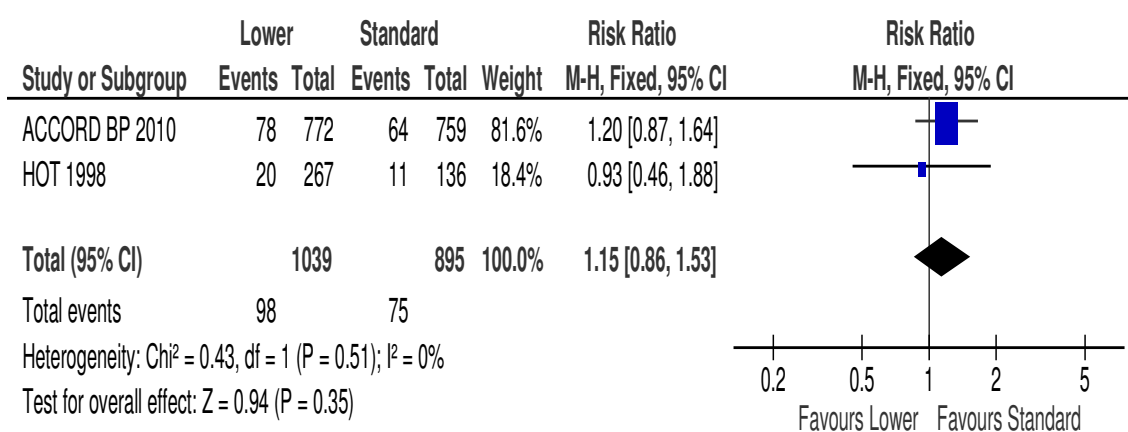 Lower Standard Risk Ratio Risk Ratio
Study or Subgroup Events Total Events Total Weight M-H, Fixed, 95% CI M-H, Fixed, 95% CI
ACCORD BP 2010 78 772 64 759 81.6% 1.20 [0.87, 1.64]
HOT 1998 20 267 11 136 18.4% 0.93 [0.46, 1.88]
Total (95% CI) 1039 895 100.0% 1.15 [0.86, 1.53]
Total events 98 75
Heterogeneity: Chi² = 0.43, df = 1 (P = 0.51); I² = 0%
Test for overall effect: Z = 0.94 (P = 0.35)
0.2 0.5 1 2 5
Favours Lower Favours Standard